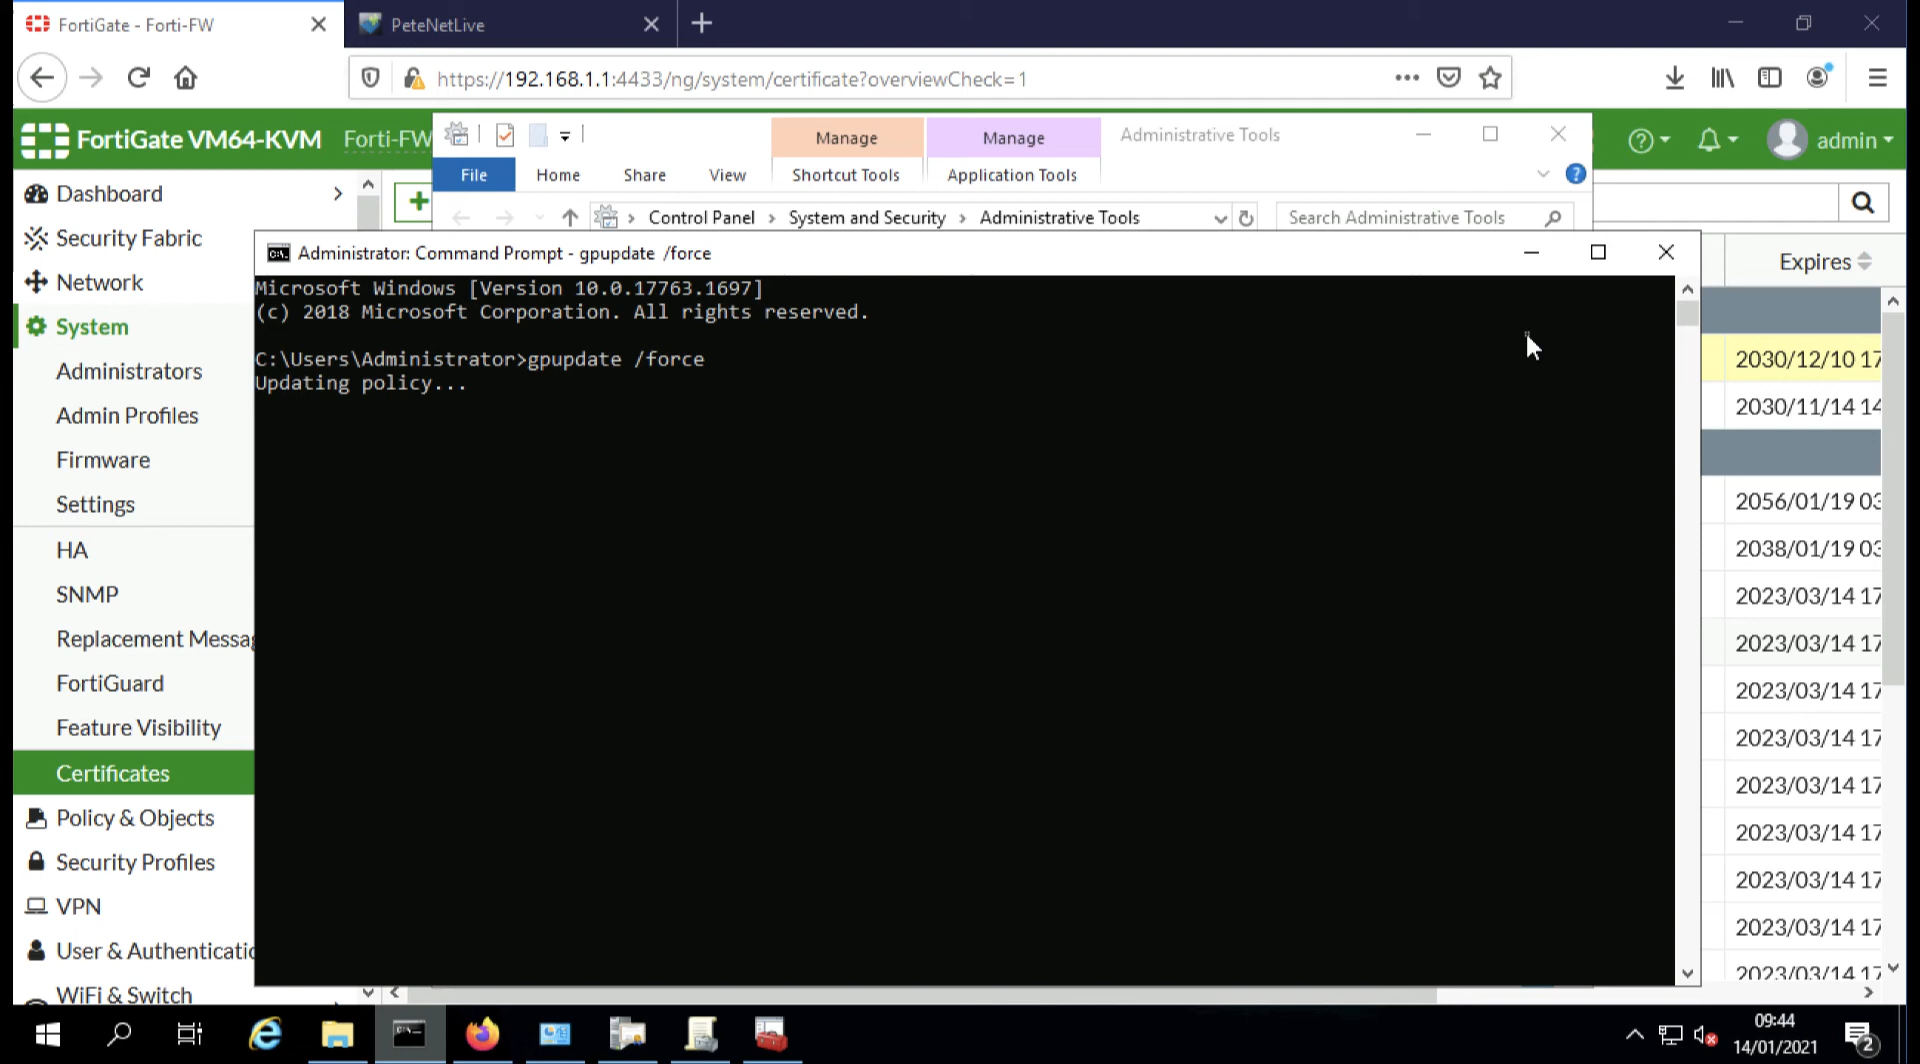 FortiGate - Forti-FW
PeteNetLive
https://192.168.1.1:4433/ng/system/certificate?overviewCheck=1
FortiGate VM64-KVM
Forti-FW
Manage
Manage
Administrative Tools
admin
File
Home
Share
View
Shortcut Tools
Application Tools
Control Panel > System and Security > Administrative Tools
Search Administrative Tools
Dashboard
Security Fabric
Network
System
Administrators
Admin Profiles
Firmware
Settings
HA
SNMP
Replacement Messag
FortiGuard
Feature Visibility
Certificates
Policy & Objects
Security Profiles
VPN
User & Authenticatio
WiFi & Switch
Administrator: Command Prompt - gpupdate /force
Microsoft Windows [Version 10.0.17763.1697]
(c) 2018 Microsoft Corporation. All rights reserved.
C:\Users\Administrator>gpupdate /force
Updating policy...
Expires
2030/12/10 17
2030/11/14 14
2056/01/19 03
2038/01/19 03
2023/03/14 17
2023/03/14 17
2023/03/14 17
2023/03/14 17
2023/03/14 17
2023/03/14 17
2023/03/14 17
2023/03/14 17
2023/03/14 17
09:44
14/01/2021
2